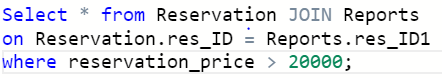 Select * from Reservation JOIN Reports
on Reservation.res_ID = Reports.res_ID1
where reservation_price > 20000;